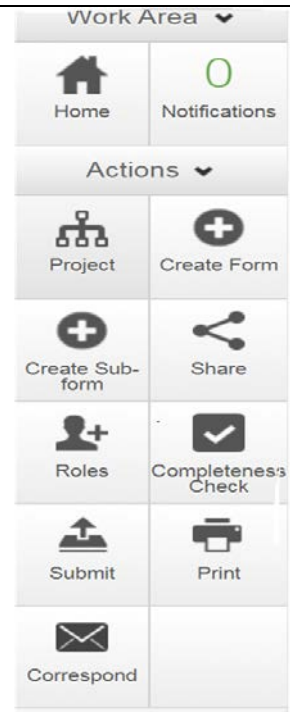 Work Area
Home
0
Notifications
Actions
Project
Create Form
Create Sub-
form
Share
Roles
Completeness
Check
Submit
Print
Correspond